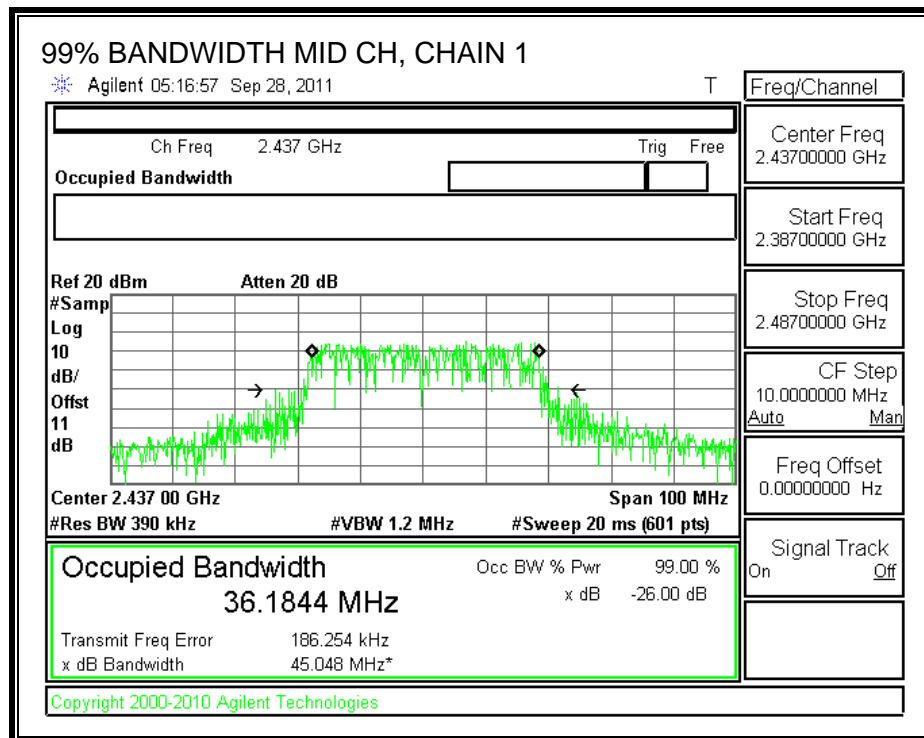 99% BANDWIDTH MID CH, CHAIN 1
Agilent 05:16:57 Sep 28, 2011 T
Freq/Channel
Ch Freq 2.437 GHz Trig Free
Occupied Bandwidth
Center Freq
2.43700000 GHz
Start Freq
2.38700000 GHz
Stop Freq
2.48700000 GHz
CF Step
10.0000000 MHz
Auto Man
Freq Offset
0.00000000 Hz
Signal Track
On Off
Ref 20 dBm Atten 20 dB
#Samp
Log
10
dB/
Offst
11
dB
Center 2.437 00 GHz Span 100 MHz
#Res BW 390 kHz #VBW 1.2 MHz #Sweep 20 ms (601 pts)
Occupied Bandwidth
36.1844 MHz
Occ BW % Pwr 99.00 %
x dB -26.00 dB
Transmit Freq Error 186.254 kHz
x dB Bandwidth 45.048 MHz*
Copyright 2000-2010 Agilent Technologies